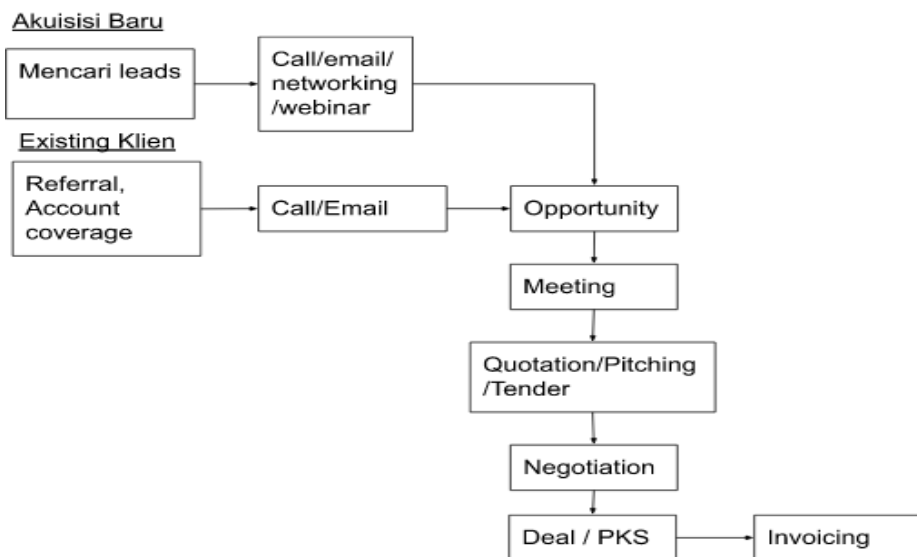 Akuisisi Baru
Mencari leads
Call/email/
networking
/webinar
Existing Klien
Referral,
Account
coverage
Call/Email
Opportunity
Meeting
Quotation/Pitching
/Tender
Negotiation
Deal / PKS
Invoicing